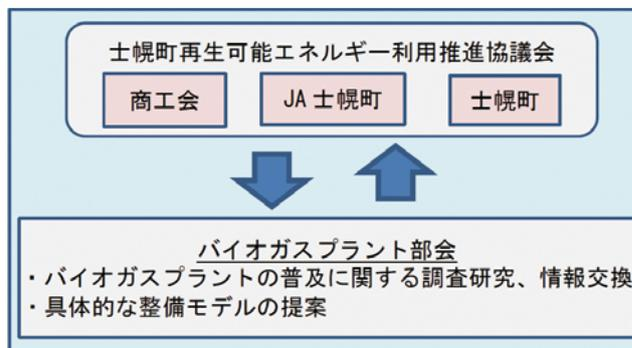 士幌町再生可能エネルギー利用推進協議会
商工会
JA 士幌町
士幌町
バイオガスプラント部会
・バイオガスプラントの普及に関する調査研究、情報交換
・具体的な整備モデルの提案